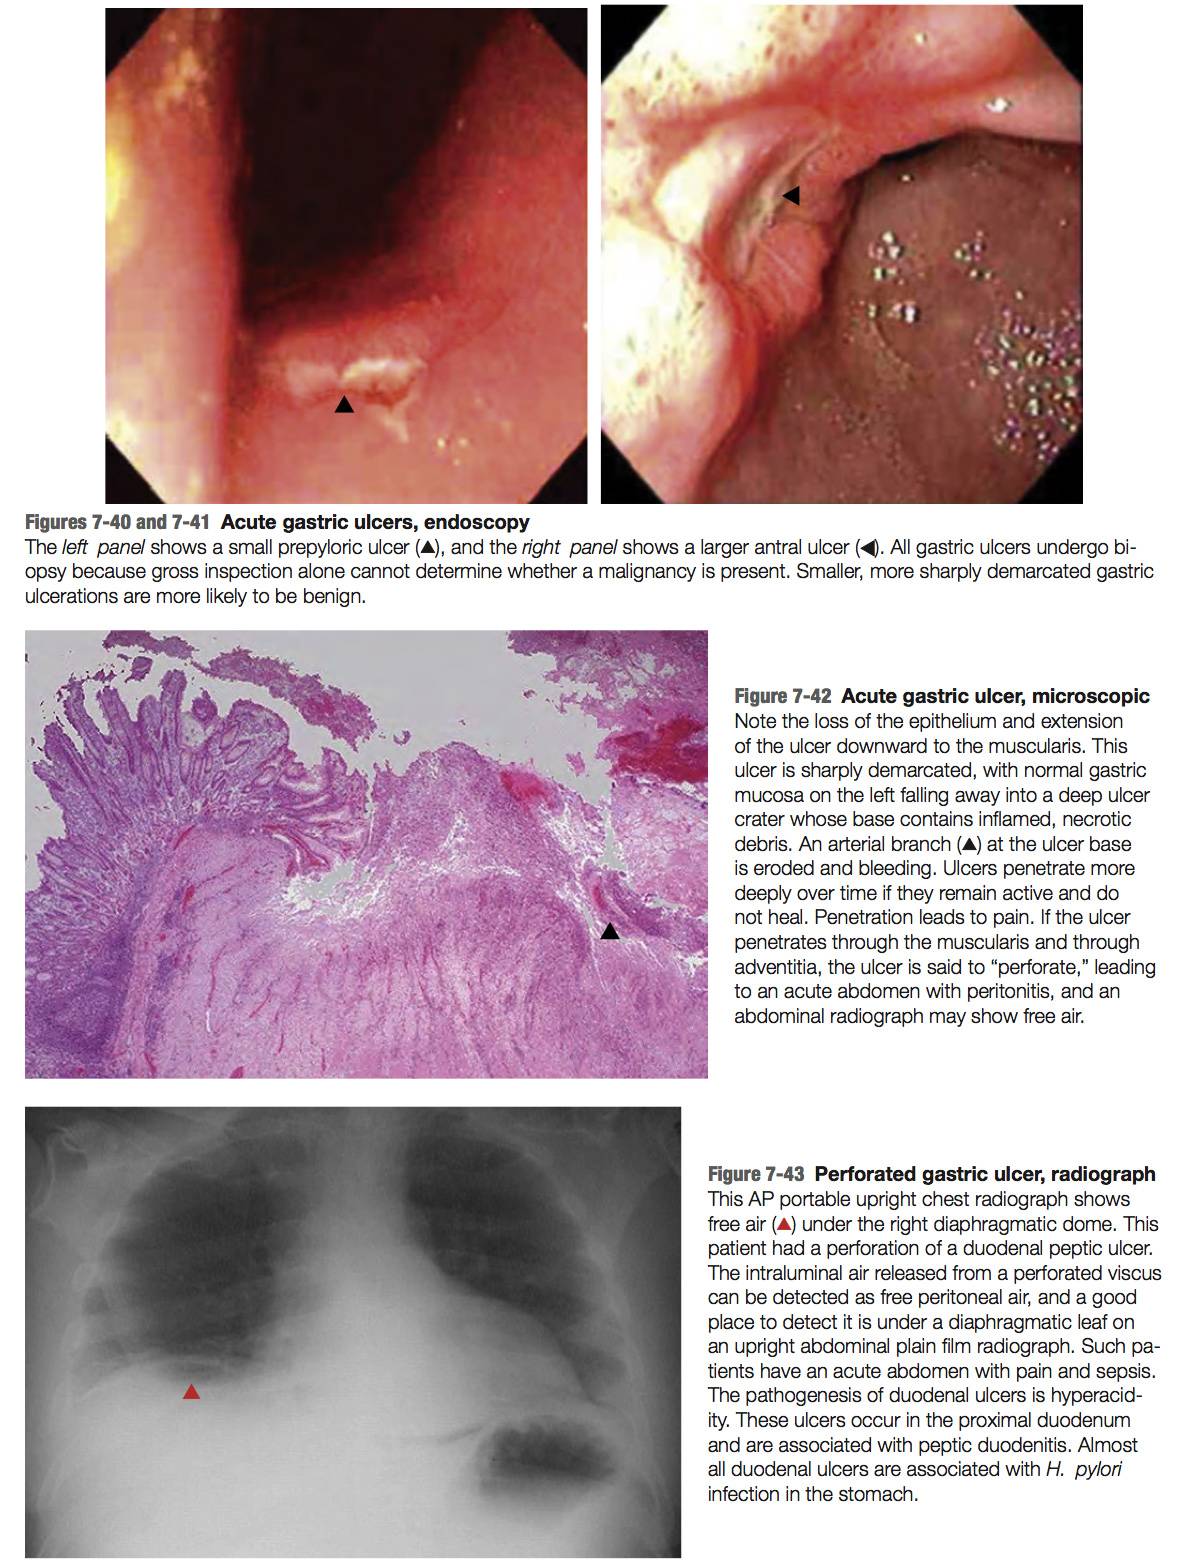 Figures 7-40 and 7-41 Acute gastric ulcers, endoscopy
The left panel shows a small prepyloric ulcer (▲), and the right panel shows a larger antral ulcer (◀). All gastric ulcers undergo bi-
opsy because gross inspection alone cannot determine whether a malignancy is present. Smaller, more sharply demarcated gastric
ulcerations are more likely to be benign.
Figure 7-42 Acute gastric ulcer, microscopic
Note the loss of the epithelium and extension
of the ulcer downward to the muscularis. This
ulcer is sharply demarcated, with normal gastric
mucosa on the left falling away into a deep ulcer
crater whose base contains inflamed, necrotic
debris. An arterial branch (▲) at the ulcer base
is eroded and bleeding. Ulcers penetrate more
deeply over time if they remain active and do
not heal. Penetration leads to pain. If the ulcer
penetrates through the muscularis and through
adventitia, the ulcer is said to “perforate,” leading
to an acute abdomen with peritonitis, and an
abdominal radiograph may show free air.
Figure 7-43 Perforated gastric ulcer, radiograph
This AP portable upright chest radiograph shows
free air (▲) under the right diaphragmatic dome. This
patient had a perforation of a duodenal peptic ulcer.
The intraluminal air released from a perforated viscus
can be detected as free peritoneal air, and a good
place to detect it is under a diaphragmatic leaf on
an upright abdominal plain film radiograph. Such pa-
tients have an acute abdomen with pain and sepsis.
The pathogenesis of duodenal ulcers is hyperacid-
ity. These ulcers occur in the proximal duodenum
and are associated with peptic duodenitis. Almost
all duodenal ulcers are associated with H. pylori
infection in the stomach.